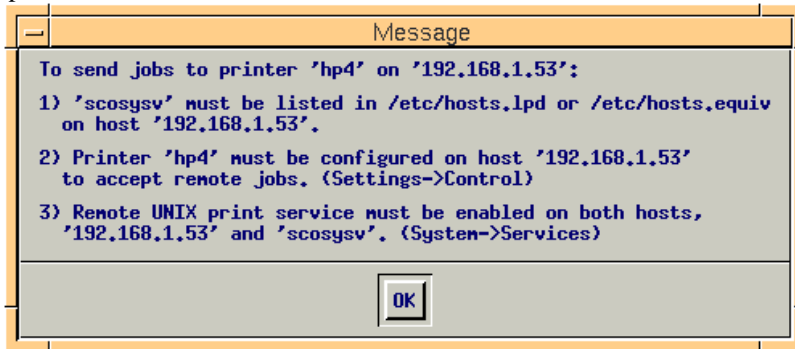 Message
To send jobs to printer 'hp4' on '192.168.1.53':
1) 'scosysv' must be listed in /etc/hosts.lpd or /etc/hosts.equiv
on host '192.168.1.53'.
2) Printer 'hp4' must be configured on host '192.168.1.53'
to accept remote jobs. (Settings->Control)
3) Remote UNIX print service must be enabled on both hosts,
'192.168.1.53' and 'scosysv'. (System->Services)
OK